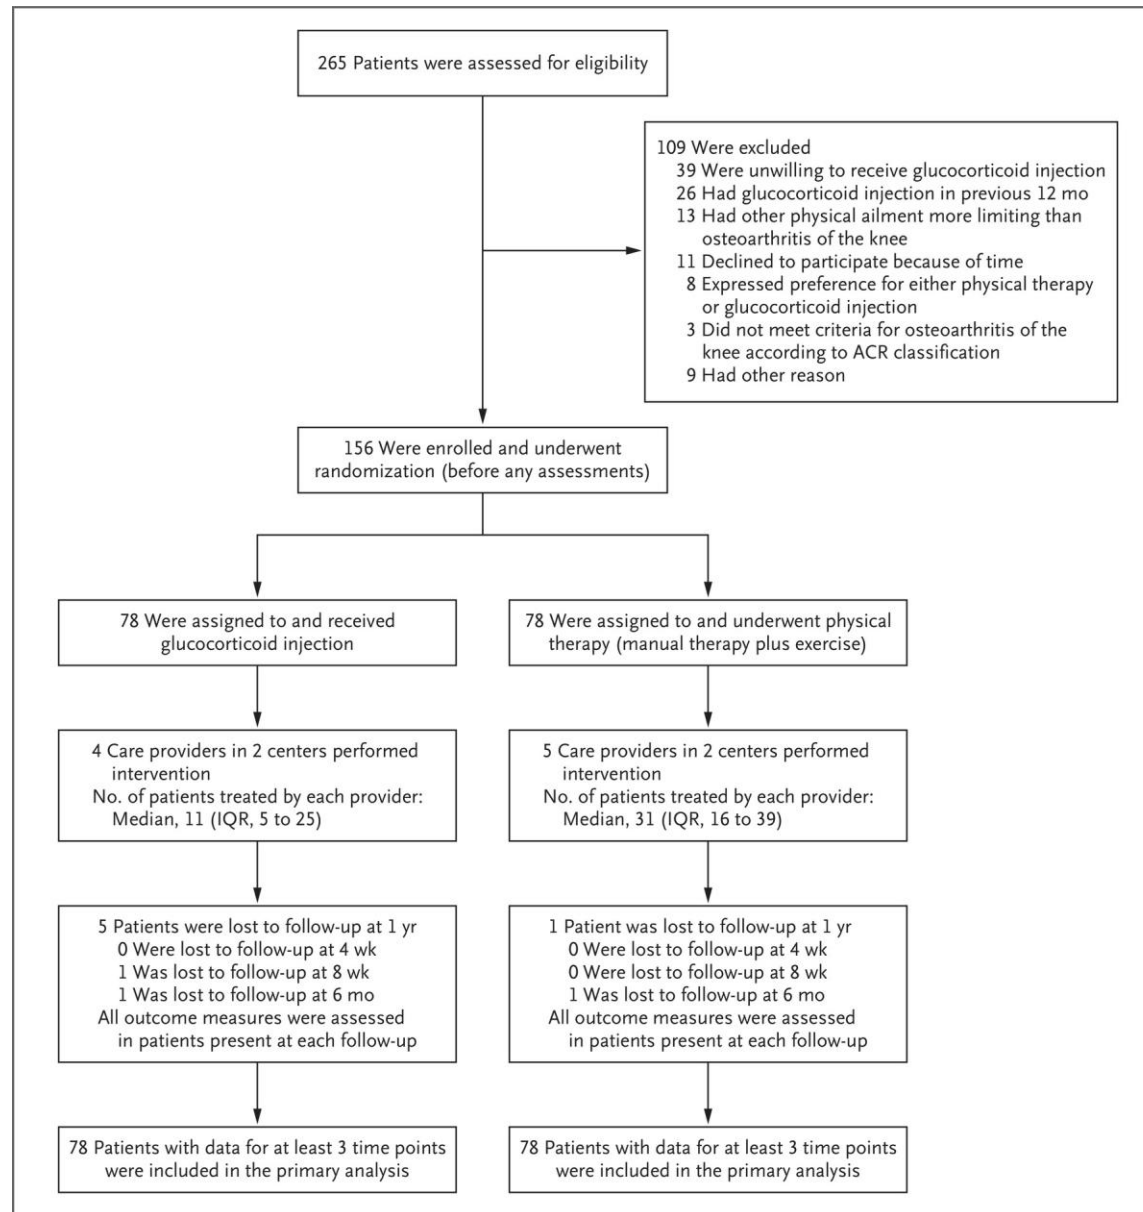 265 Patients were assessed for eligibility
109 Were excluded
39 Were unwilling to receive glucocorticoid injection
26 Had glucocorticoid injection in previous 12 mo
13 Had other physical ailment more limiting than
osteoarthritis of the knee
11 Declined to participate because of time
8 Expressed preference for either physical therapy
or glucocorticoid injection
3 Did not meet criteria for osteoarthritis of the
knee according to ACR classification
9 Had other reason
156 Were enrolled and underwent
randomization (before any assessments)
78 Were assigned to and received
glucocorticoid injection
78 Were assigned to and underwent physical
therapy (manual therapy plus exercise)
4 Care providers in 2 centers performed
intervention
No. of patients treated by each provider:
Median, 11 (IQR, 5 to 25)
5 Care providers in 2 centers performed
intervention
No. of patients treated by each provider:
Median, 31 (IQR, 16 to 39)
5 Patients were lost to follow-up at 1 yr
0 Were lost to follow-up at 4 wk
1 Was lost to follow-up at 8 wk
1 Was lost to follow-up at 6 mo
All outcome measures were assessed
in patients present at each follow-up
1 Patient was lost to follow-up at 1 yr
0 Were lost to follow-up at 4 wk
0 Were lost to follow-up at 8 wk
1 Was lost to follow-up at 6 mo
All outcome measures were assessed
in patients present at each follow-up
78 Patients with data for at least 3 time points
were included in the primary analysis
78 Patients with data for at least 3 time points
were included in the primary analysis